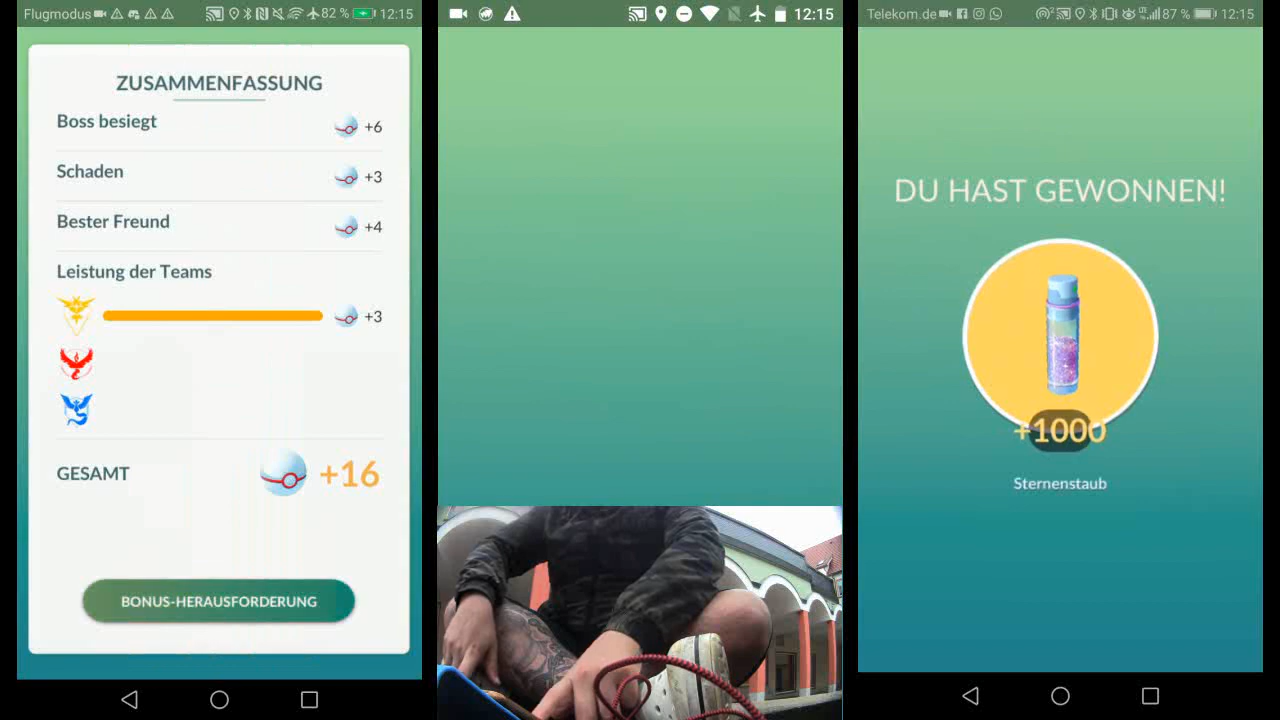 Flugmodus 82 % 12:15
ZUSAMMENFASSUNG
Boss besiegt +6
Schaden +3
Bester Freund +4
Leistung der Teams
+3
GESAMT +16
BONUS-HERAUSFORDERUNG
12:15
Telekom.de 87 % 12:15
DU HAST GEWONNEN!
+1000
Sternenstaub